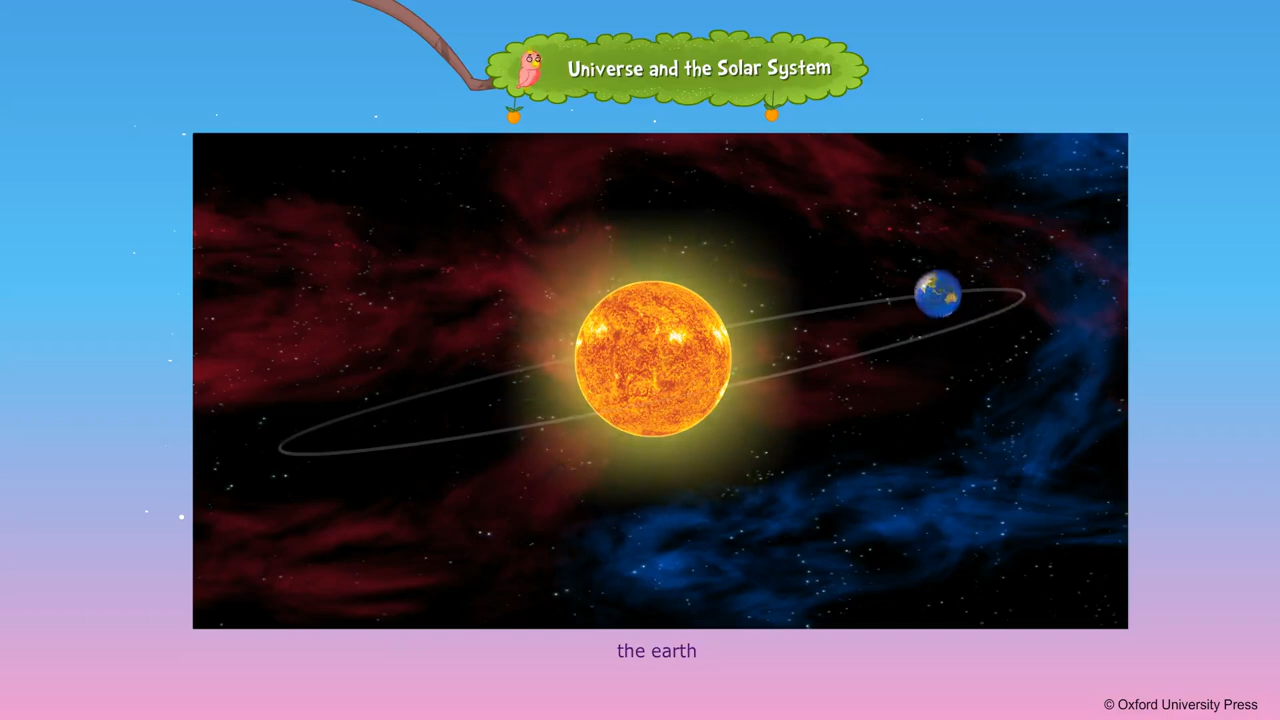 Universe and the Solar System
the earth
© Oxford University Press